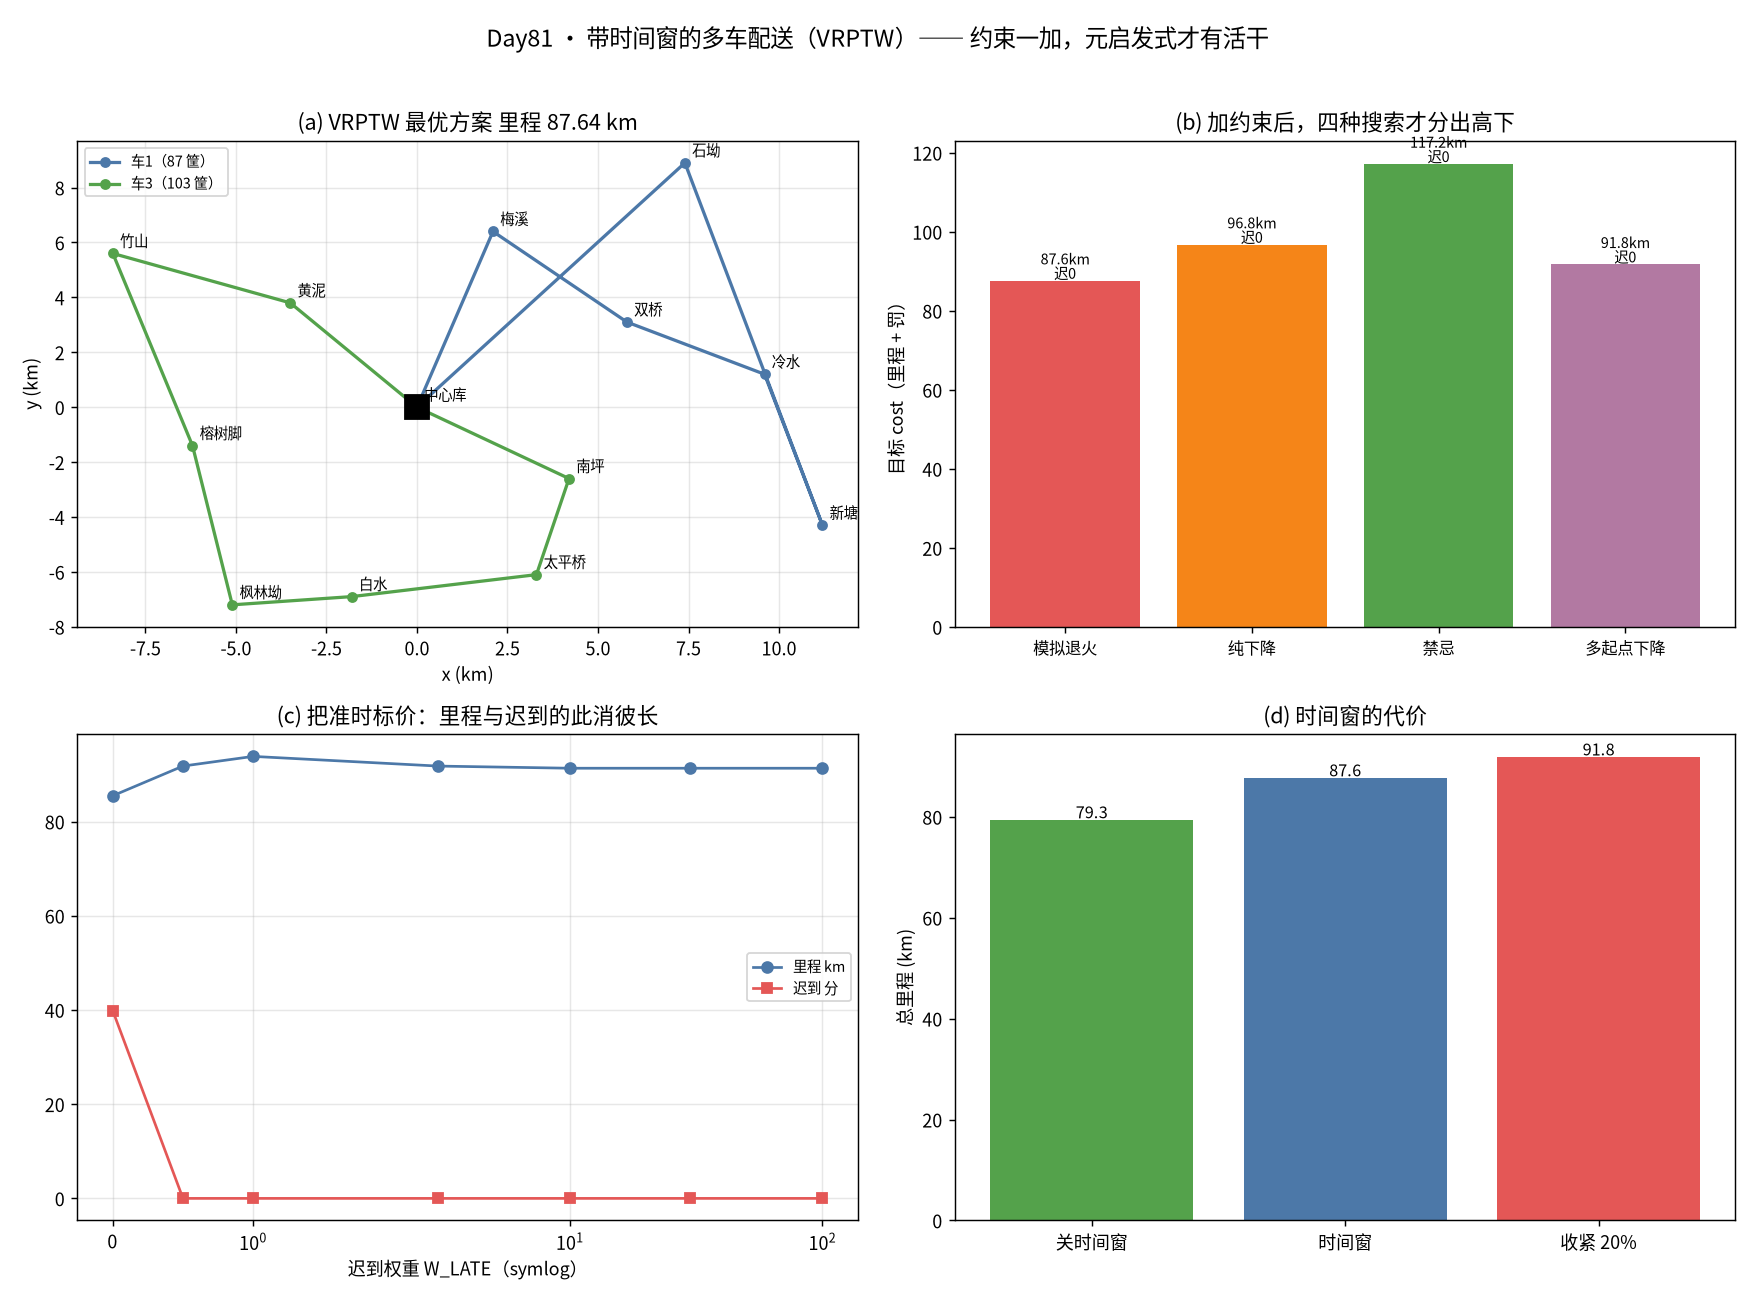 Day81 · 带时间窗的多车配送（VRPTW）—— 约束一加，元启发式才有活干
(a) VRPTW 最优方案 里程 87.64 km
车1（87 筐）
车3（103 筐）
石坳
梅溪
竹山
黄泥
双桥
冷水
中心库
榕树脚
南坪
新塘
太平桥
白水
枫林坳
8
6
4
2
0
-2
-4
-6
-8
y (km)
-7.5
-5.0
-2.5
0.0
2.5
5.0
7.5
10.0
x (km)
(b) 加约束后，四种搜索才分出高下
117.2km
迟0
96.8km
迟0
91.8km
迟0
87.6km
迟0
120
100
80
60
40
20
0
目标 cost（里程 + 罚）
模拟退火
纯下降
禁忌
多起点下降
(c) 把准时标价：里程与迟到的此消彼长
80
60
40
20
0
里程 km
迟到 分
0
10⁰
10¹
10²
迟到权重 W_LATE（symlog）
(d) 时间窗的代价
79.3
87.6
91.8
80
60
40
20
0
总里程 (km)
关时间窗
时间窗
收紧 20%